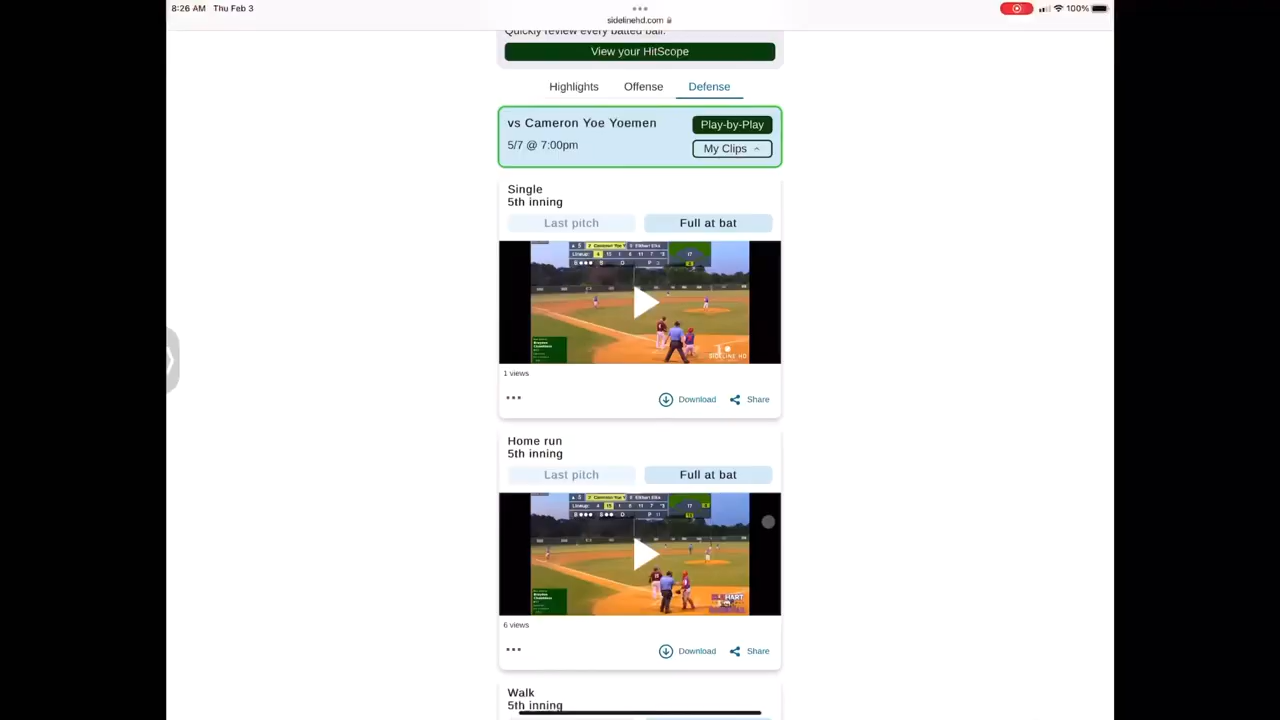 8:26 AM Thu Feb 3
100%
sidelinehd.com
Quickly review every batted ball.
View your HitScope
Highlights Offense Defense
vs Cameron Yoe Yoemen
Play-by-Play
5/7 @ 7:00pm
My Clips
Single
5th inning
Last pitch Full at bat
SIDELINE HD
1 views
Download Share
Home run
5th inning
Last pitch Full at bat
HART
6 views
Download Share
Walk
5th inning